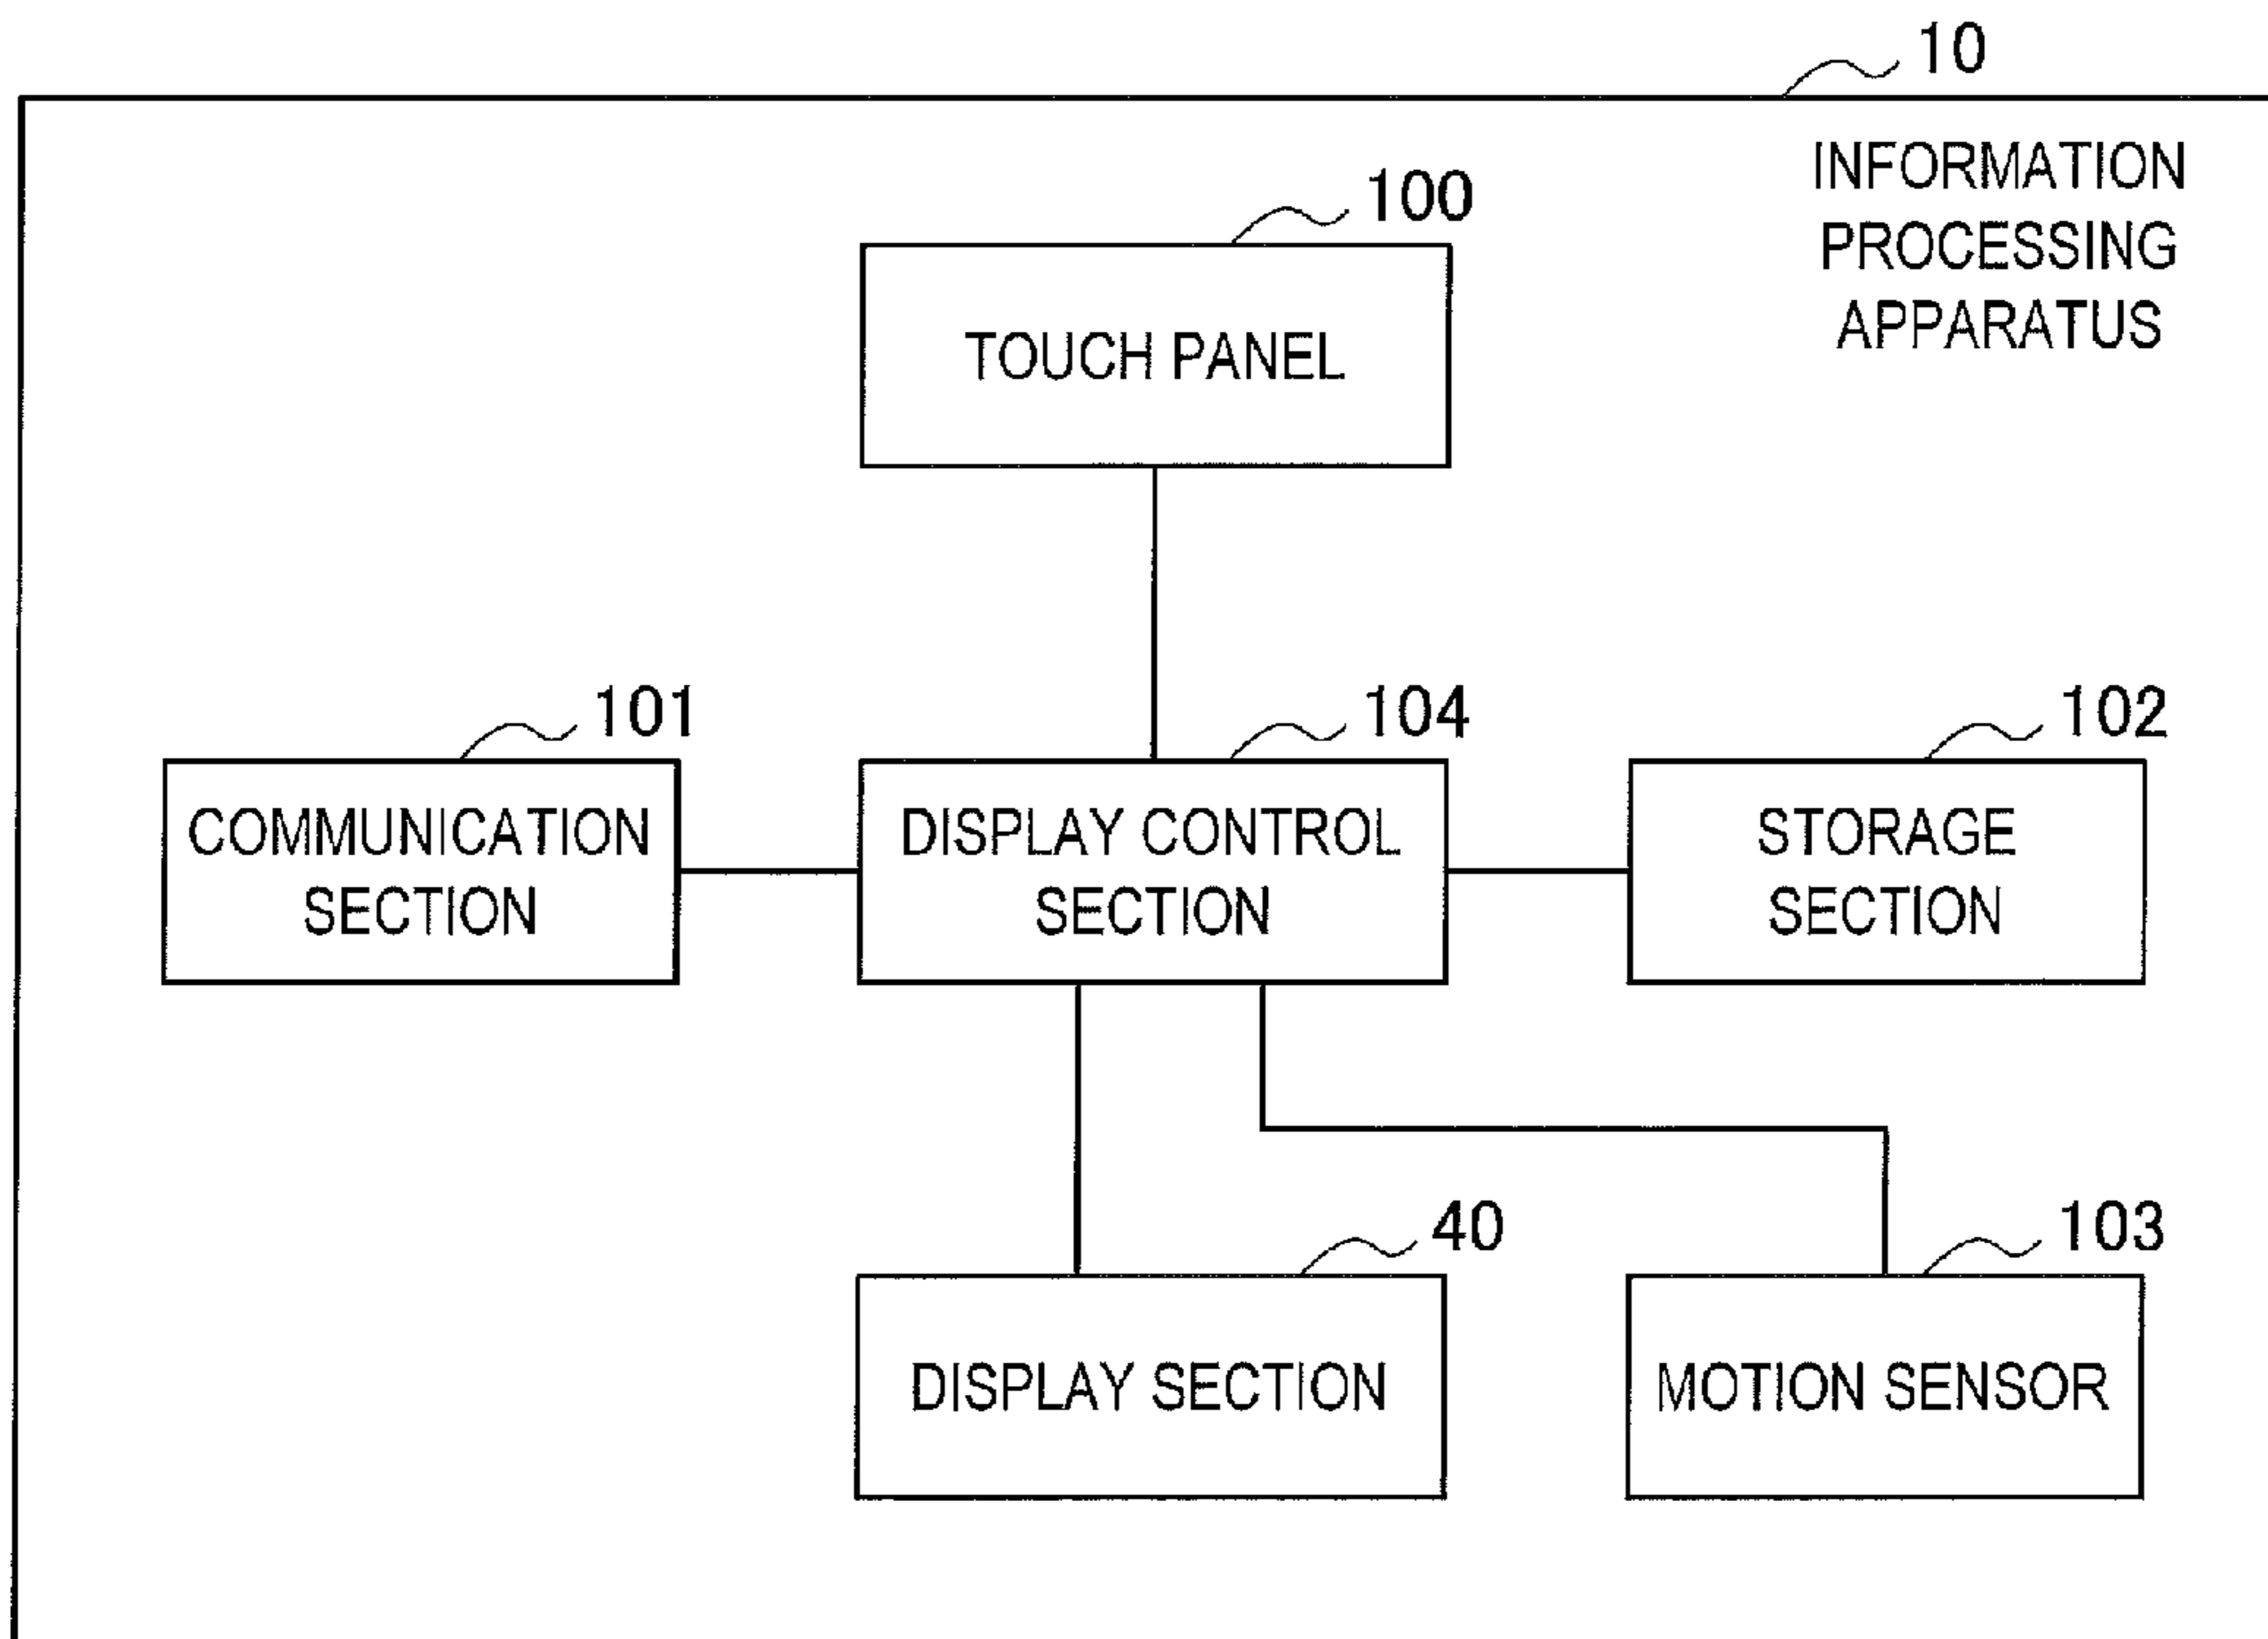 10
INFORMATION
PROCESSING
APPARATUS
100
TOUCH PANEL
101
COMMUNICATION
SECTION
104
DISPLAY CONTROL
SECTION
102
STORAGE
SECTION
40
DISPLAY SECTION
103
MOTION SENSOR